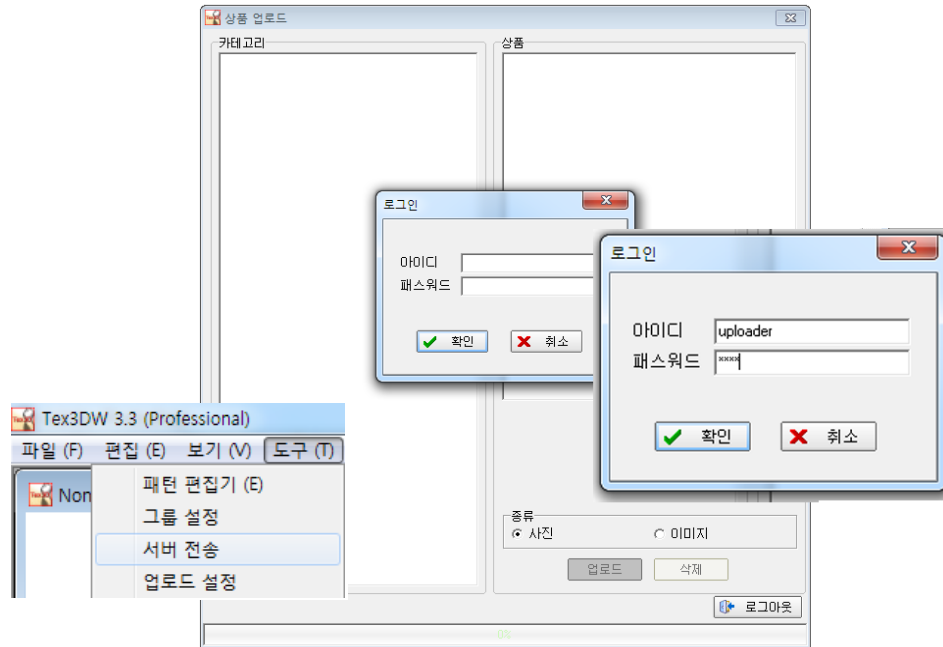 상품 업로드
카테고리
상품
로그인
아이디
패스워드
확인
취소
로그인
아이디
uploader
패스워드
****
확인
취소
Tex3DW 3.3 (Professional)
파일 (F) 편집 (E) 보기 (V) 도구 (T)
Non
패턴 편집기 (E)
그룹 설정
서버 전송
업로드 설정
종류
사진
이미지
업로드
삭제
로그아웃
0%